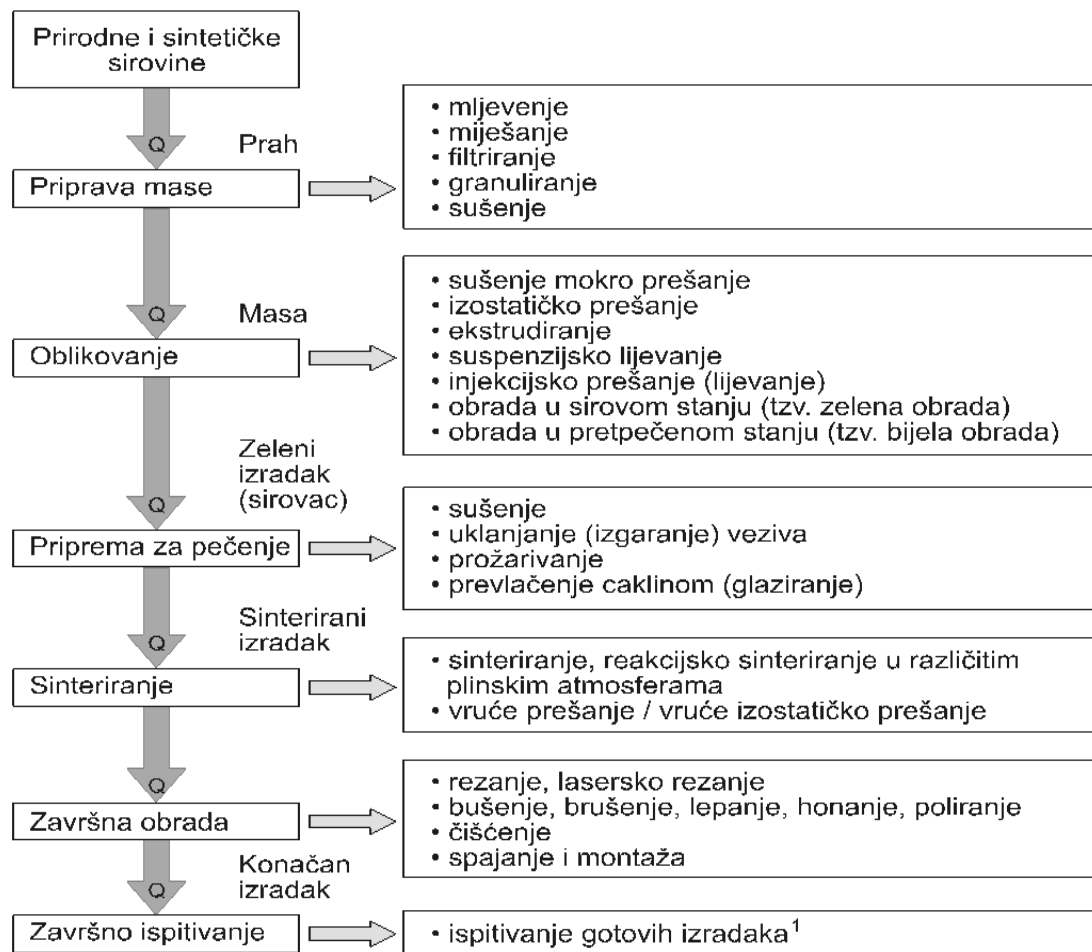 Prirodne i sintetičke
sirovine
Q
Prah
Priprava mase
• mljevenje
• miješanje
• filtriranje
• granuliranje
• sušenje
Q
Masa
Oblikovanje
• sušenje mokro prešanje
• izostatičko prešanje
• ekstrudiranje
• suspenzijsko lijevanje
• injekcijsko prešanje (lijevanje)
• obrada u sirovom stanju (tzv. zelena obrada)
• obrada u pretpečenom stanju (tzv. bijela obrada)
Q
Zeleni
izradak
(sirovac)
Priprema za pečenje
• sušenje
• uklanjanje (izgaranje) veziva
• prožarivanje
• prevlačenje caklinom (glaziranje)
Q
Sinterirani
izradak
Sinteriranje
• sinteriranje, reakcijsko sinteriranje u različitim
plinskim atmosferama
• vruće prešanje / vruće izostatičko prešanje
Q
Završna obrada
• rezanje, lasersko rezanje
• bušenje, brušenje, lepanje, honanje, poliranje
• čišćenje
• spajanje i montaža
Q
Konačan
izradak
Završno ispitivanje
• ispitivanje gotovih izradaka¹